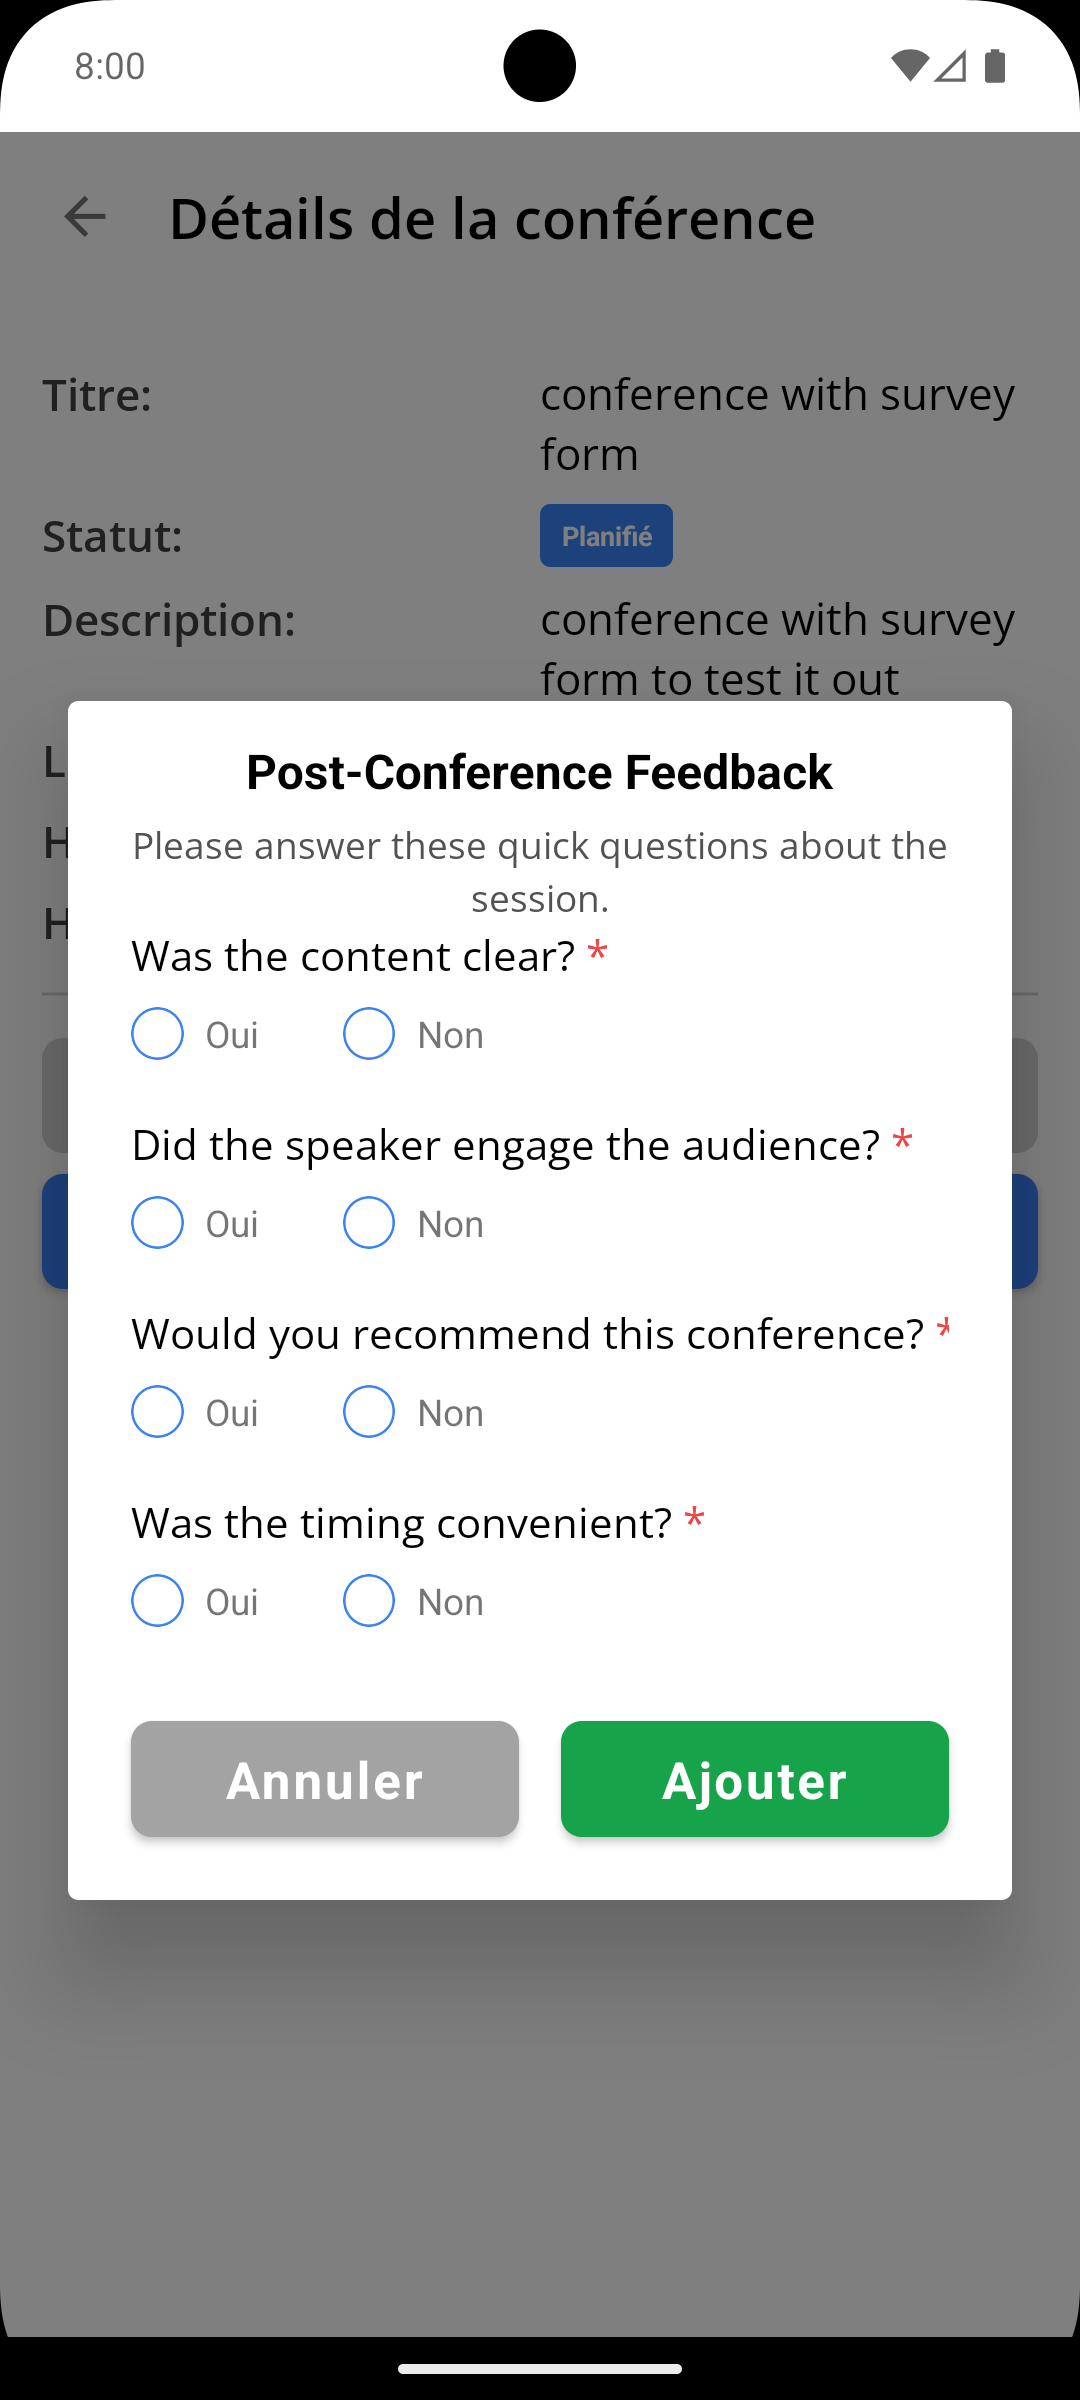 8:00
Détails de la conférence
Titre:
conference with survey
form
Statut:
Planifié
Description:
conference with survey
form to test it out
L
H
H
Post-Conference Feedback
Please answer these quick questions about the
session.
Was the content clear? *
Oui Non
Did the speaker engage the audience? *
Oui Non
Would you recommend this conference? *
Oui Non
Was the timing convenient? *
Oui Non
Annuler Ajouter